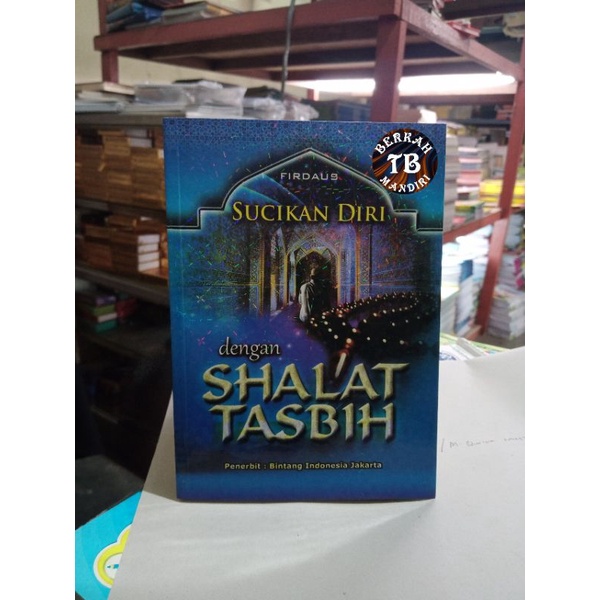 BERKAH
TB
MANDIRI
FIRDAUS
SUCIKAN DIRI
dengan
SHALAT
TASBIH
Penerbit : Bintang Indonesia Jakarta